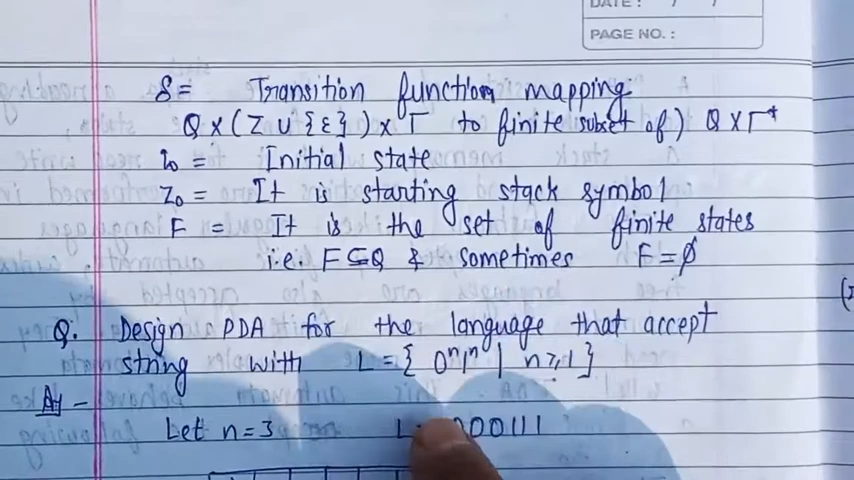 DATE: / /
PAGE NO.:
δ = Transition function mapping
Q × (Σ ∪ {ε}) × Γ to finite subset of) Q × Γ*
q0 = Initial state
Z0 = It is starting stack symbol
F = It is the set of finite states
i.e. F ⊆ Q & sometimes F = ∅
Q. Design PDA for the language that accept
string with L = { 0ⁿ1ⁿ | n ≥ 1 }
Let n = 3 L 00111